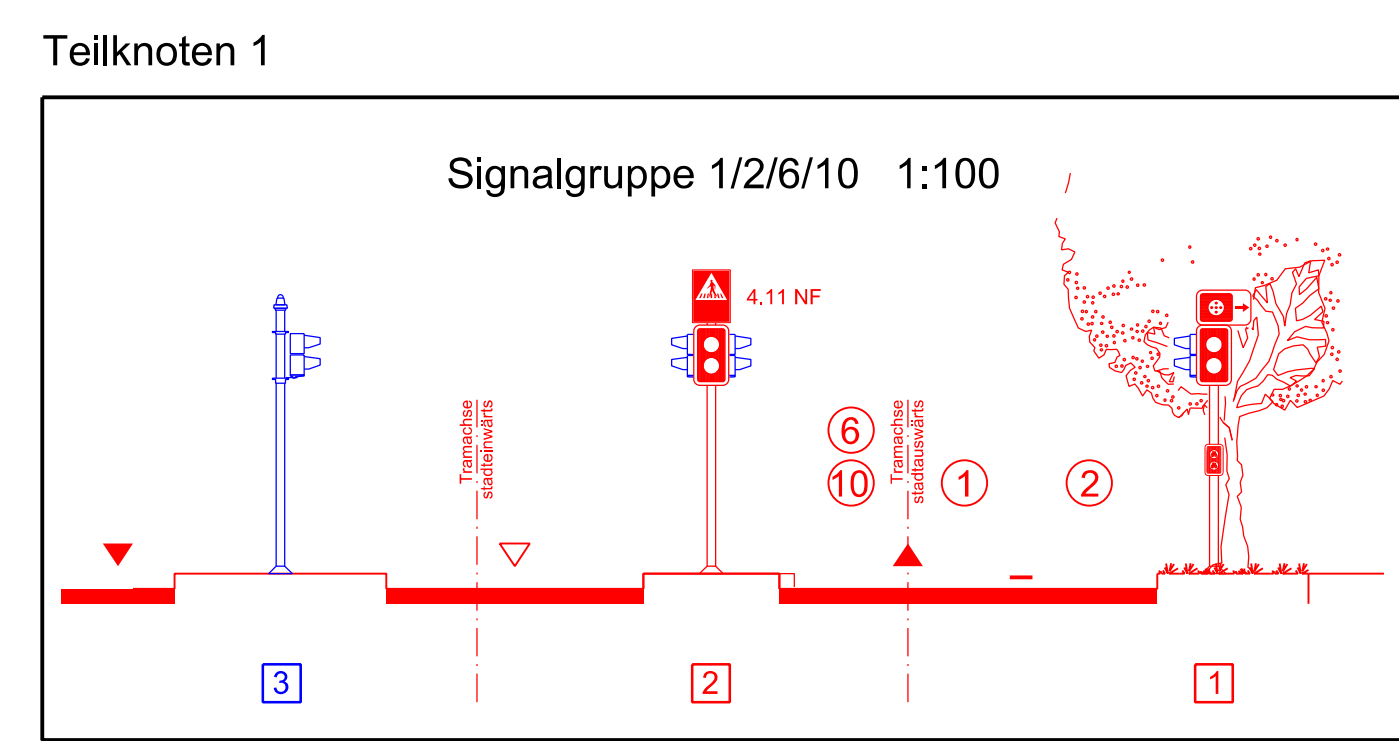 Teilknoten 1
Signalgruppe 1/2/6/10 1:100
4.11 NF
Tramachse
stadteinwärts
6
10
Tramachse
stadtauswärts
1
2
3
2
1